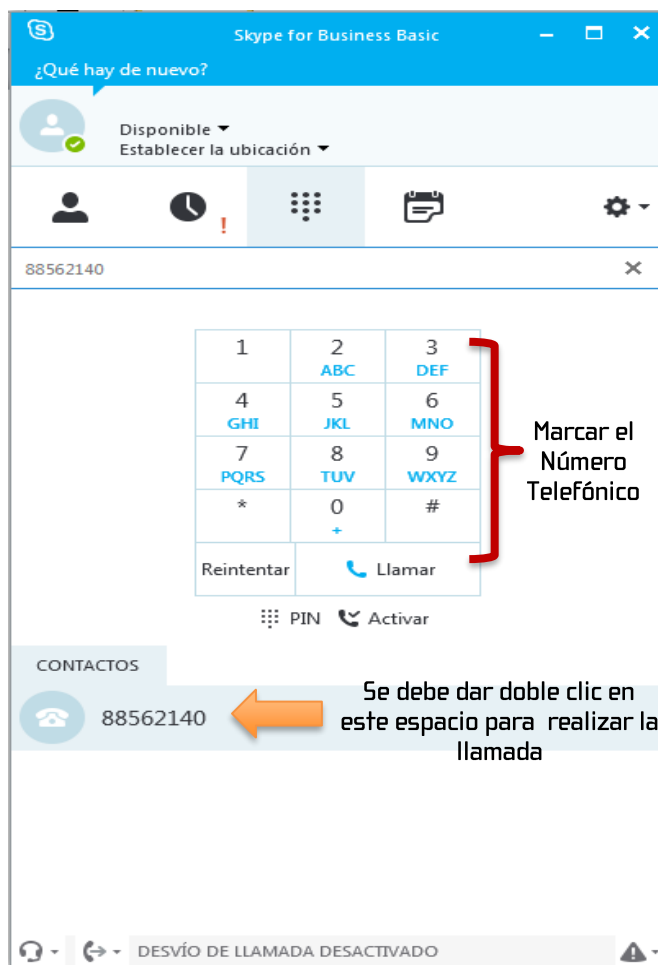 Skype for Business Basic
¿Qué hay de nuevo?
Disponible
Establecer la ubicación
!
88562140
1 2 3
ABC DEF
4 5 6
GHI JKL MNO
7 8 9
PQRS TUV WXYZ
* 0 #
+
Reintentar Llamar
PIN Activar
Marcar el
Número
Telefónico
CONTACTOS
88562140
Se debe dar doble clic en
este espacio para realizar la
llamada
DESVÍO DE LLAMADA DESACTIVADO